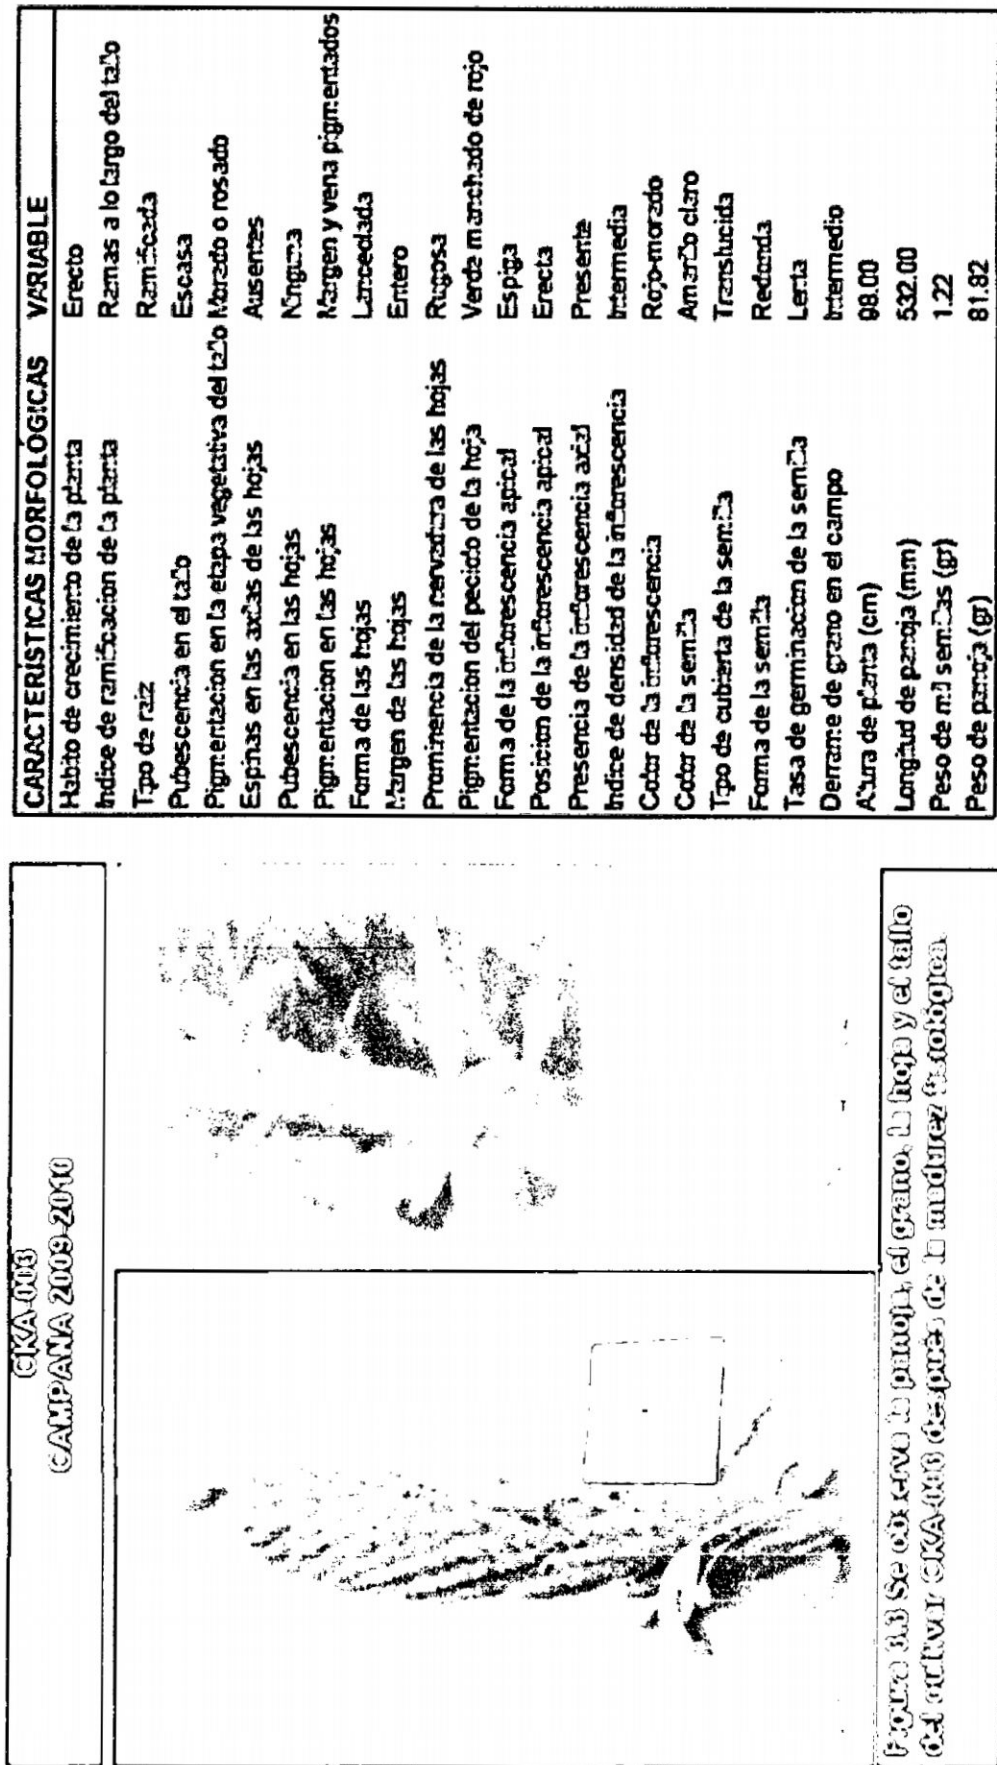 CKA-003
CAMPAÑA 2009-2010
Figura 3.3 Se observa la panoja, el grano, la hoja y el tallo
del cultivar CKA-003 después de la madurez fisiológica.
CARACTERÍSTICAS MORFOLÓGICAS VARIABLE
Habito de crecimiento de la planta Erecto
Indice de ramificacion de la planta Ramas a lo largo del tallo
Tipo de raiz Ramificada
Pubescencia en el tallo Escasa
Pigmentacion en la etapa vegetativa del tallo Morado o rosado
Espinas en las axilas de las hojas Ausentes
Pubescencia en las hojas Ninguna
Pigmentacion en las hojas Margen y vena pigmentados
Forma de las hojas Lanceolada
Margen de las hojas Entero
Prominencia de la nervadura de las hojas Rugosa
Pigmentacion del peciolo de la hoja Verde manchado de rojo
Forma de la inflorescencia apical Espiga
Posicion de la inflorescencia apical Erecta
Presencia de la inflorescencia axial Presente
Indice de densidad de la inflorescencia Intermedia
Color de la inflorescencia Rojo-morado
Color de la semilla Amarillo claro
Tipo de cubierta de la semilla Translucida
Forma de la semilla Redonda
Tasa de germinacion de la semilla Lenta
Derrame de grano en el campo Intermedio
Altura de planta (cm) 98.00
Longitud de panoja (mm) 532.00
Peso de mil semillas (gr) 1.22
Peso de panoja (gr) 81.82